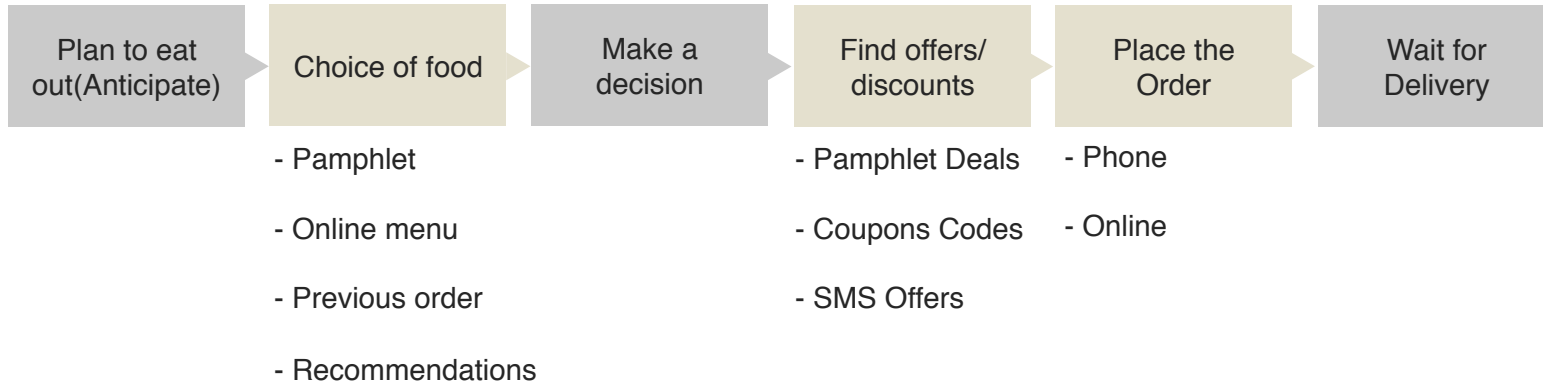 Plan to eat
out(Anticipate)
Choice of food
Make a
decision
Find offers/
discounts
Place the
Order
Wait for
Delivery
- Pamphlet
- Online menu
- Previous order
- Recommendations
- Pamphlet Deals
- Coupons Codes
- SMS Offers
- Phone
- Online